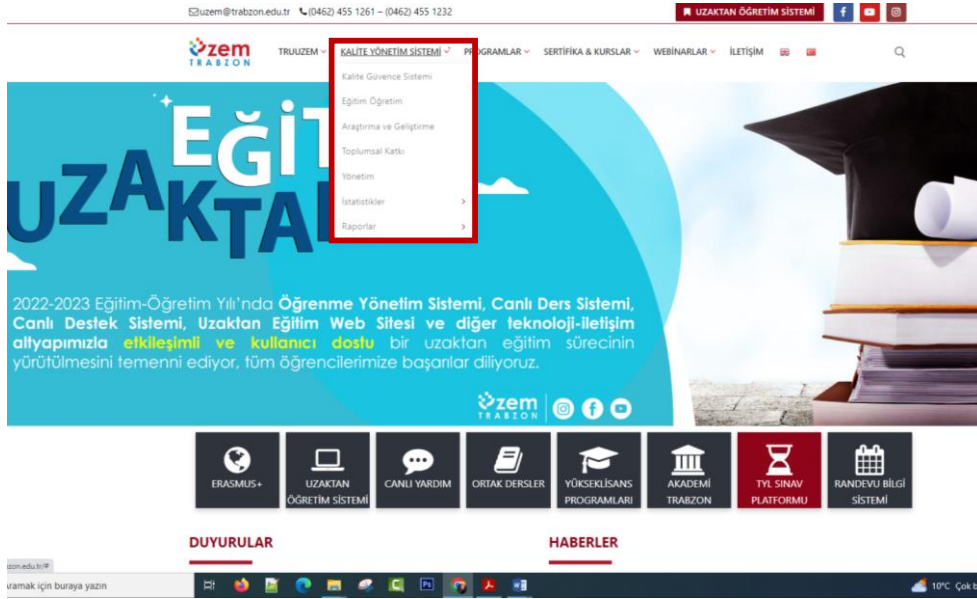 uzem@trabzon.edu.tr (0462) 455 1261 – (0462) 455 1232
UZAKTAN ÖĞRETİM SİSTEMİ
zem
TRABZON
TRUUZEM KALİTE YÖNETİM SİSTEMİ PROGRAMLAR SERTİFİKA & KURSLAR WEBİNARLAR İLETİŞİM
Kalite Güvence Sistemi
Eğitim Öğretim
Araştırma ve Geliştirme
Toplumsal Katkı
Yönetim
İstatistikler
Raporlar
2022-2023 Eğitim-Öğretim Yılı'nda Öğrenme Yönetim Sistemi, Canlı Ders Sistemi,
Canlı Destek Sistemi, Uzaktan Eğitim Web Sitesi ve diğer teknoloji-iletişim
altyapımızla etkileşimli ve kullanıcı dostu bir uzaktan eğitim sürecinin
yürütülmesini temenni ediyor, tüm öğrencilerimize başarılar diliyoruz.
zem
TRABZON
ERASMUS+
UZAKTAN
ÖĞRETİM SİSTEMİ
CANLI YARDIM
ORTAK DERSLER
YÜKSEKLİSANS
PROGRAMLARI
AKADEMİ
TRABZON
TYL SINAV
PLATFORMU
RANDEVU BİLGİ
SİSTEMİ
DUYURULAR
HABERLER
zon.edu.tr/#
Aramak için buraya yazın
10°C Çok b